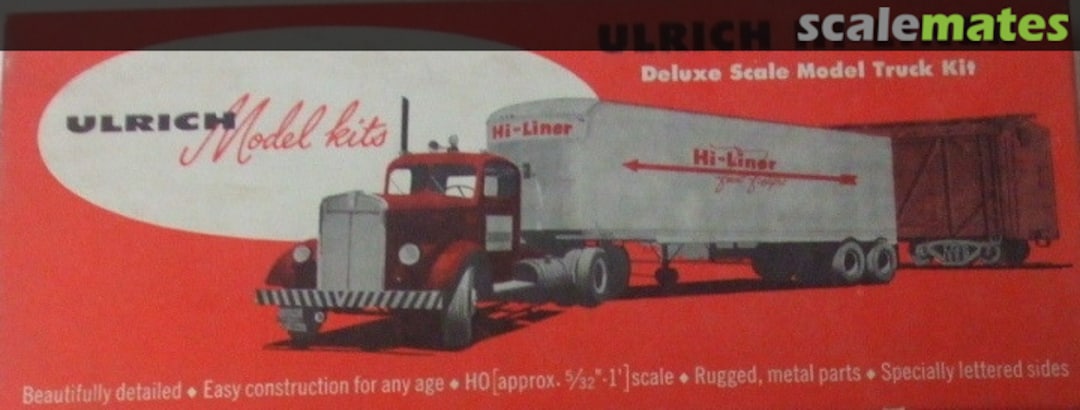 scalemates
ULRICH
Deluxe Scale Model Truck Kit
ULRICH Model kits
Hi-Liner
Hi-Liner
Beautifully detailed ♦ Easy construction for any age ♦ HO [approx. 5/32"-1'] scale ♦ Rugged, metal parts ♦ Specially lettered sides